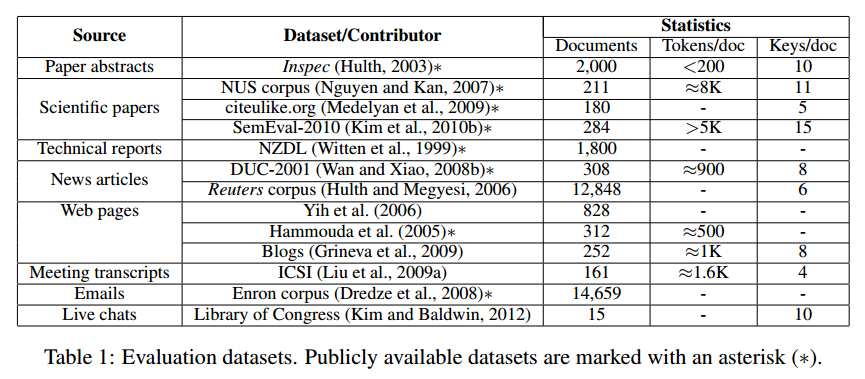 Source Dataset/Contributor Statistics
Documents Tokens/doc Keys/doc
Paper abstracts Inspec (Hulth, 2003)∗ 2,000 <200 10
Scientific papers NUS corpus (Nguyen and Kan, 2007)∗ 211 ≈8K 11
citeulike.org (Medelyan et al., 2009)∗ 180 - 5
SemEval-2010 (Kim et al., 2010b)∗ 284 >5K 15
Technical reports NZDL (Witten et al., 1999)∗ 1,800 - -
News articles DUC-2001 (Wan and Xiao, 2008b)∗ 308 ≈900 8
Reuters corpus (Hulth and Megyesi, 2006) 12,848 - 6
Web pages Yih et al. (2006) 828 - -
Hammouda et al. (2005)∗ 312 ≈500 -
Blogs (Grineva et al., 2009) 252 ≈1K 8
Meeting transcripts ICSI (Liu et al., 2009a) 161 ≈1.6K 4
Emails Enron corpus (Dredze et al., 2008)∗ 14,659 - -
Live chats Library of Congress (Kim and Baldwin, 2012) 15 - 10
Table 1: Evaluation datasets. Publicly available datasets are marked with an asterisk (∗).